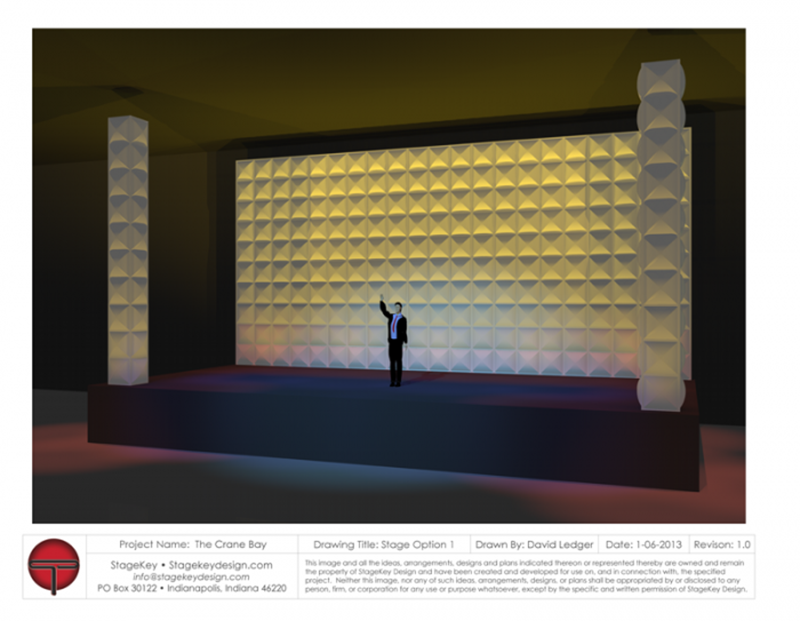 Project Name: The Crane Bay
Drawing Title: Stage Option 1
Drawn By: David Ledger
Date: 1-06-2013
Revison: 1.0
StageKey • Stagekeydesign.com
info@stagekeydesign.com
PO Box 30122 • Indianapolis, Indiana 46220
This image and all the ideas, arrangements, designs and plans indicated thereon or represented thereby are owned and remain
the property of StageKey Design and have been created and developed for use on, and in connection with, the specified
project. Neither this image, nor any of such ideas, arrangements, designs, or plans shall be appropriated by or disclosed to any
person, firm, or corporation for any use or purpose whatsoever, except by the specific and written permission of StageKey Design.